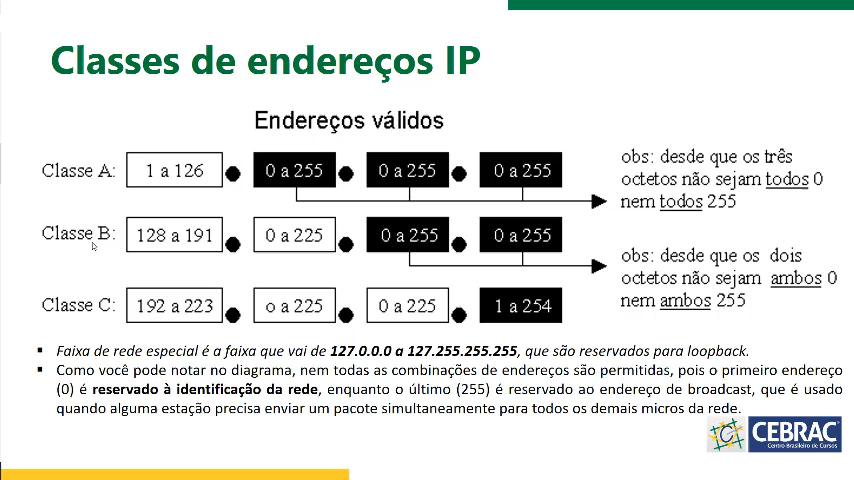 Classes de endereços IP
Endereços válidos
Classe A: 1 a 126 0 a 255 0 a 255 0 a 255
obs: desde que os três
octetos não sejam todos 0
nem todos 255
Classe B: 128 a 191 0 a 225 0 a 255 0 a 255
obs: desde que os dois
octetos não sejam ambos 0
nem ambos 255
Classe C: 192 a 223 o a 225 0 a 225 1 a 254
▪ Faixa de rede especial é a faixa que vai de 127.0.0.0 a 127.255.255.255, que são reservados para loopback.
▪ Como você pode notar no diagrama, nem todas as combinações de endereços são permitidas, pois o primeiro endereço
(0) é reservado à identificação da rede, enquanto o último (255) é reservado ao endereço de broadcast, que é usado
quando alguma estação precisa enviar um pacote simultaneamente para todos os demais micros da rede.
CEBRAC
Centro Brasileiro de Cursos